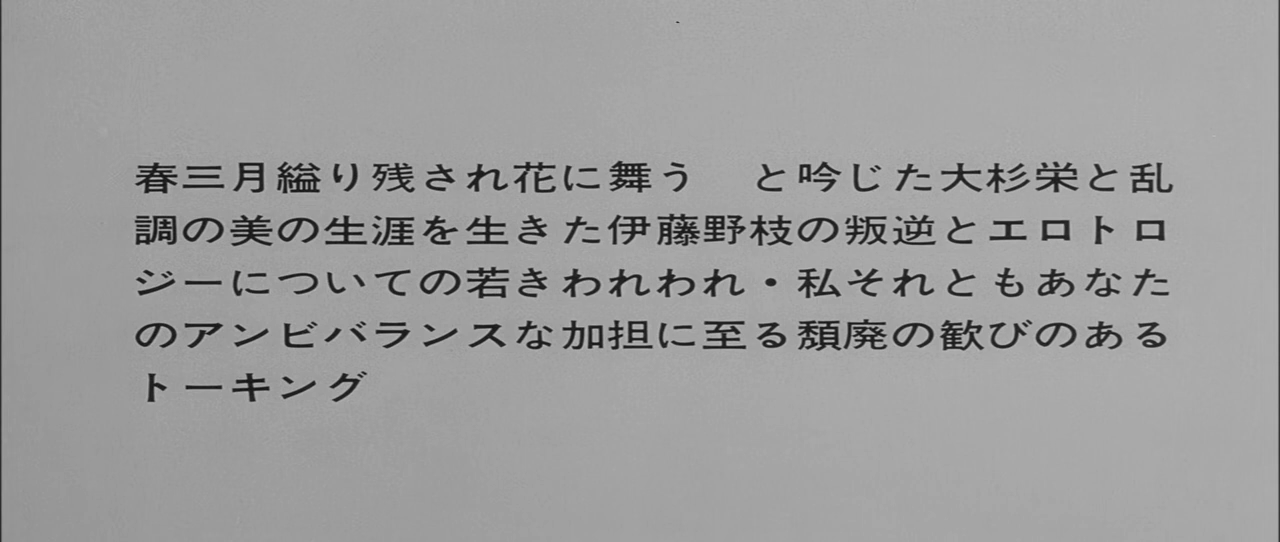 春三月縊り残され花に舞う　と吟じた大杉栄と乱
調の美の生涯を生きた伊藤野枝の叛逆とエロトロ
ジーについての若きわれわれ・私それともあなた
のアンビバランスな加担に至る頽廃の歓びのある
トーキング